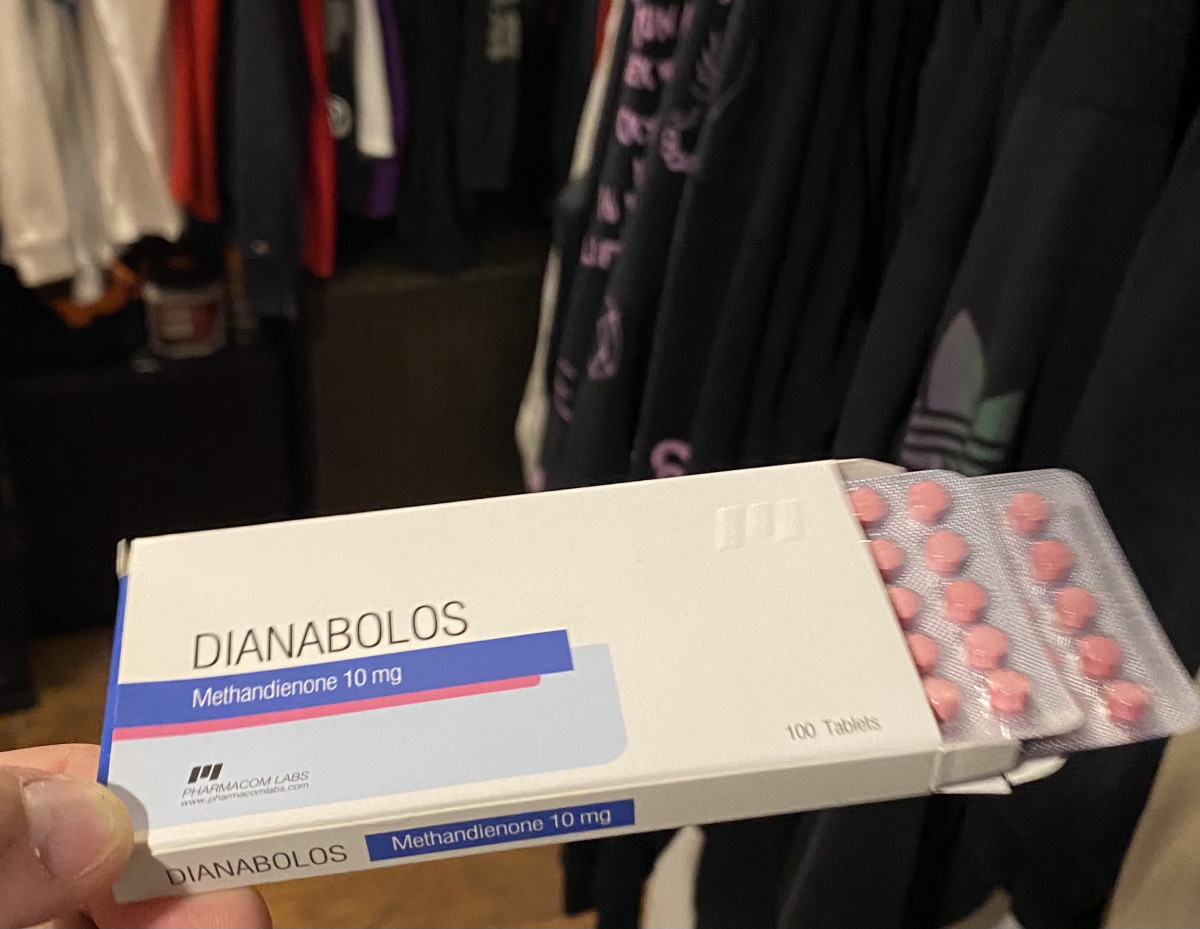 DIANABOLOS
Methandienone 10 mg
100 Tablets
PHARMACOM LABS
www.pharmacomlabs.com
DIANABOLOS
Methandienone 10 mg